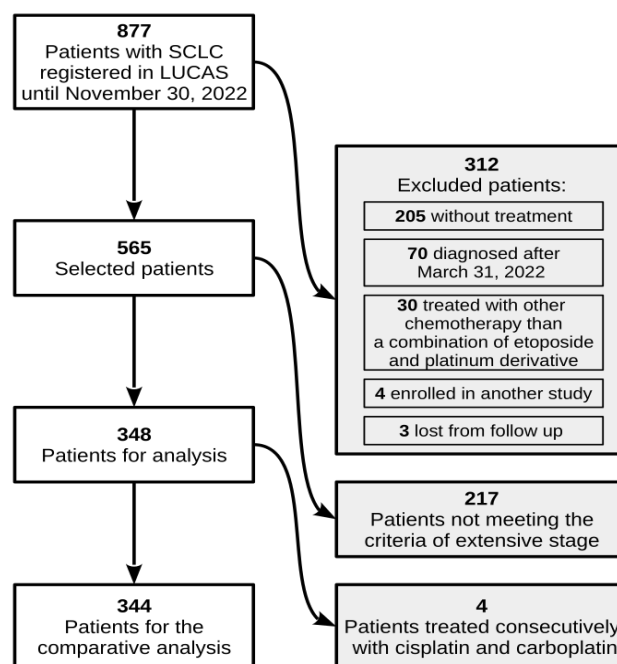 877
Patients with SCLC
registered in LUCAS
until November 30, 2022
312
Excluded patients:
205 without treatment
70 diagnosed after
March 31, 2022
30 treated with other
chemotherapy than
a combination of etoposide
and platinum derivative
4 enrolled in another study
3 lost from follow up
565
Selected patients
217
Patients not meeting the
criteria of extensive stage
348
Patients for analysis
4
Patients treated consecutively
with cisplatin and carboplatin
344
Patients for the
comparative analysis